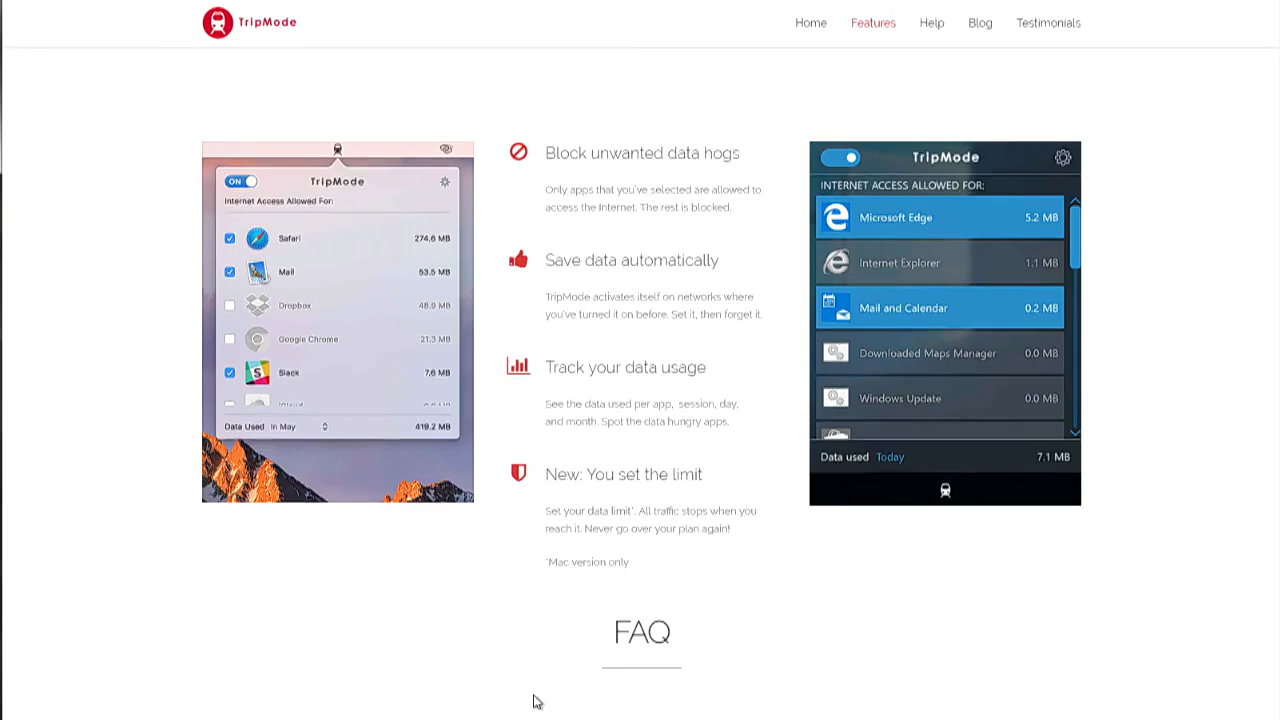 TripMode
Home
Features
Help
Blog
Testimonials
ON
TripMode
Internet Access Allowed For:
Safari
274.6 MB
Mail
53.5 MB
Dropbox
48.0 MB
Google Chrome
21.3 MB
Slack
7.6 MB
Data Used In May
419.2 MB
Block unwanted data hogs
Only apps that you've selected are allowed to
access the Internet. The rest is blocked.
Save data automatically
TripMode activates itself on networks where
you've turned it on before. Set it, then forget it.
Track your data usage
See the data used per app, session, day,
and month. Spot the data hungry apps.
New: You set the limit
Set your data limit*. All traffic stops when you
reach it. Never go over your plan again!
*Mac version only
TripMode
INTERNET ACCESS ALLOWED FOR:
Microsoft Edge
5.2 MB
Internet Explorer
1.1 MB
Mail and Calendar
0.2 MB
Downloaded Maps Manager
0.0 MB
Windows Update
0.0 MB
Data used Today
7.1 MB
FAQ